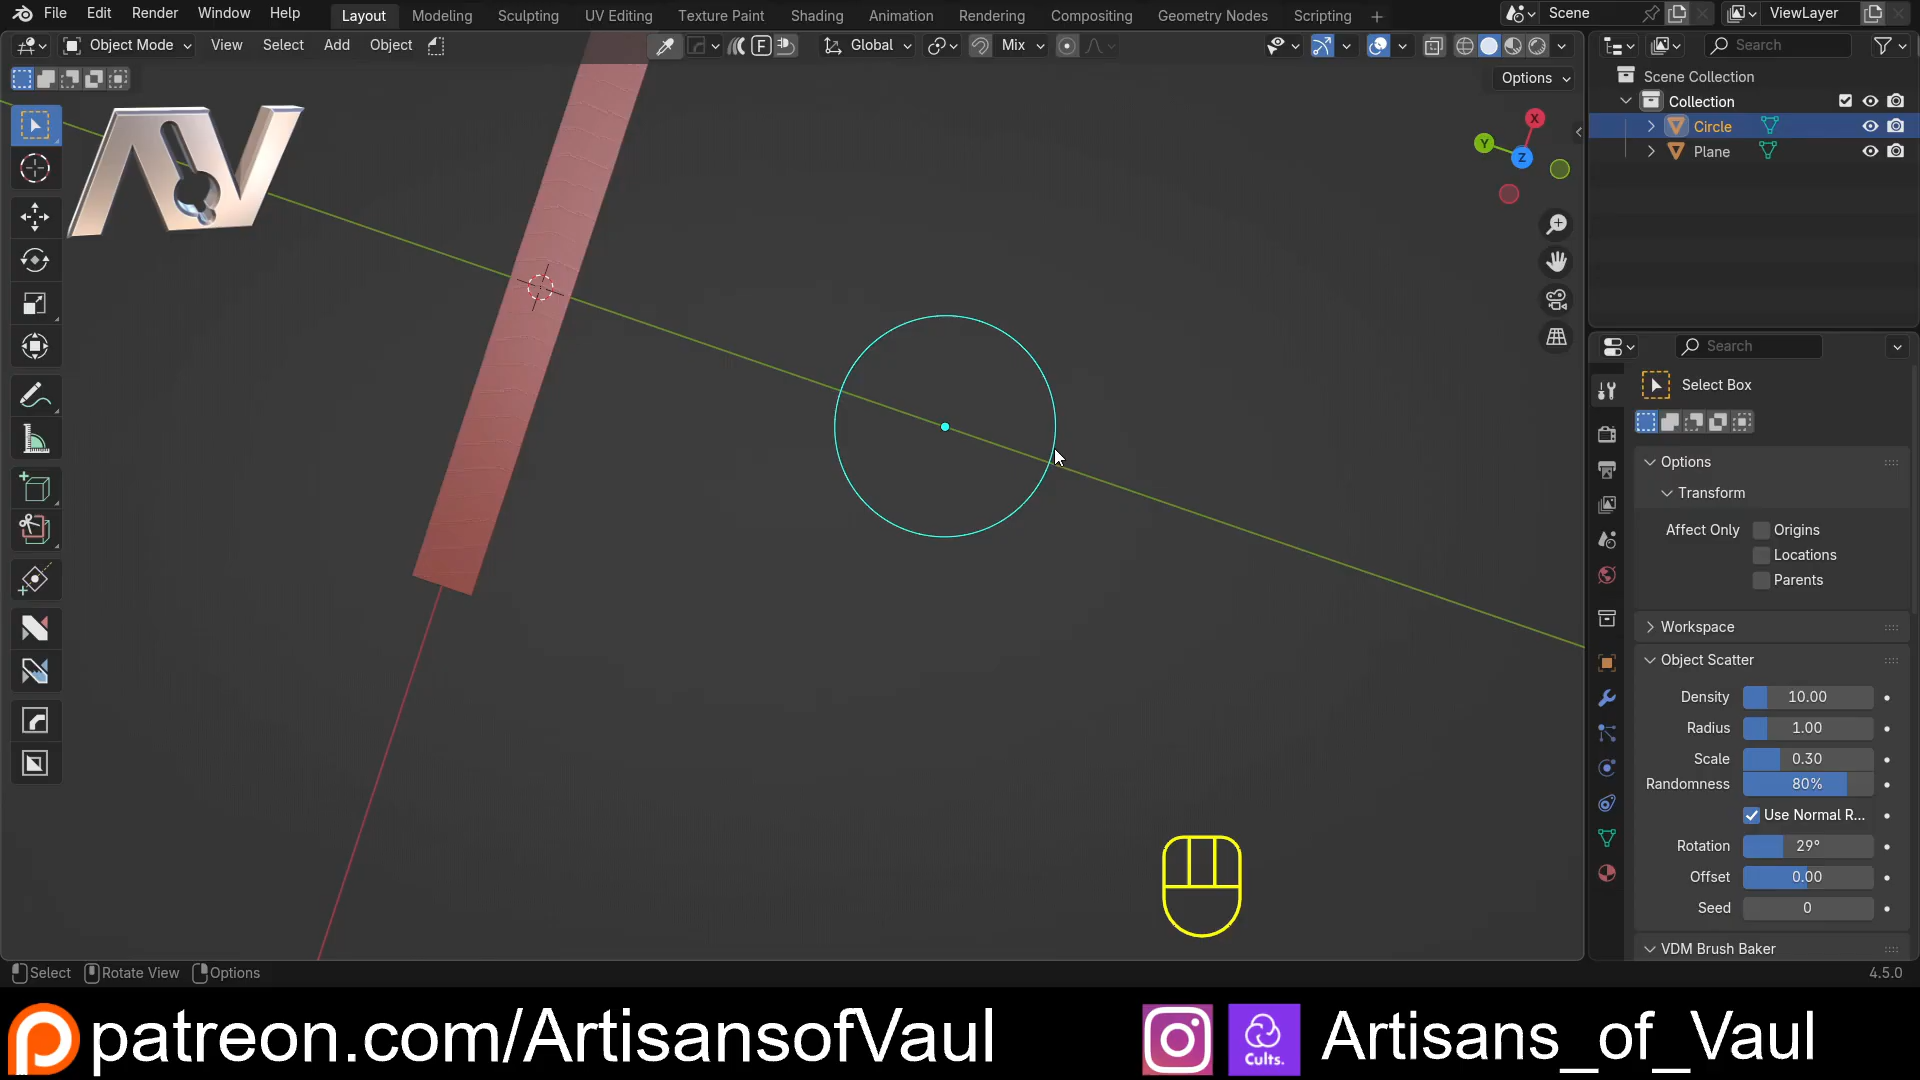 File Edit Render Window Help Layout Modeling Sculpting UV Editing Texture Paint Shading Animation Rendering Compositing Geometry Nodes Scripting Scene ViewLayer
Object Mode View Select Add Object Global Mix Search
Options
Scene Collection
Collection
Circle
Plane
X
Y
Z
AV
Search
Select Box
Options
Transform
Affect Only Origins
Locations
Parents
Workspace
Object Scatter
Density 10.00
Radius 1.00
Scale 0.30
Randomness 80%
Use Normal R...
Rotation 29°
Offset 0.00
Seed 0
VDM Brush Baker
Select Rotate View Options 4.5.0
patreon.com/ArtisansofVaul Cults. Artisans_of_Vaul